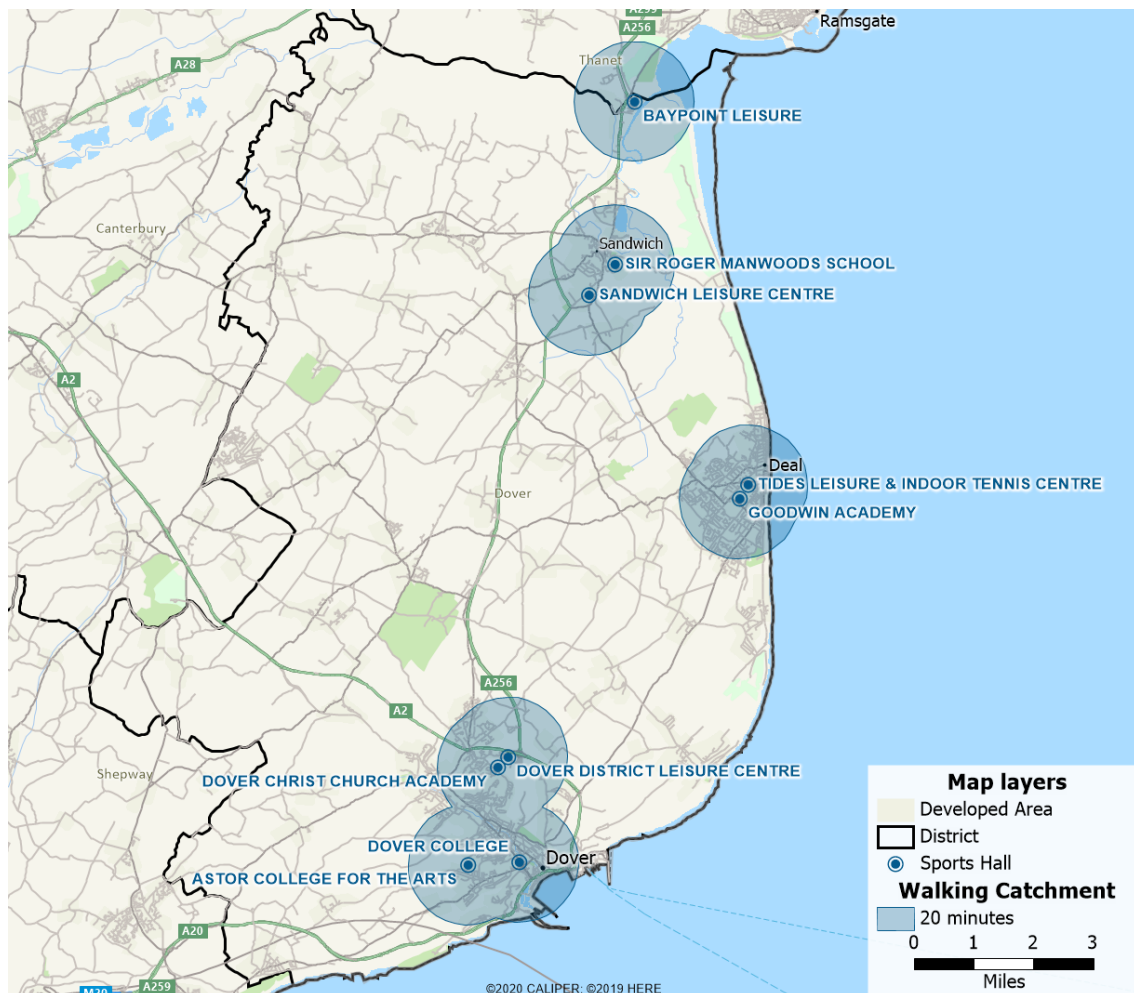 A299
A256
Ramsgate
Thanet
A28
BAYPOINT LEISURE
Canterbury
Sandwich
SIR ROGER MANWOODS SCHOOL
SANDWICH LEISURE CENTRE
A2
Deal
TIDES LEISURE & INDOOR TENNIS CENTRE
Dover
GOODWIN ACADEMY
A256
A2
Shepway
DOVER CHRIST CHURCH ACADEMY
DOVER DISTRICT LEISURE CENTRE
DOVER COLLEGE
Dover
ASTOR COLLEGE FOR THE ARTS
A20
A259
M20
Map layers
Developed Area
District
Sports Hall
Walking Catchment
20 minutes
0 1 2 3
Miles
©2020 CALIPER; ©2019 HERE